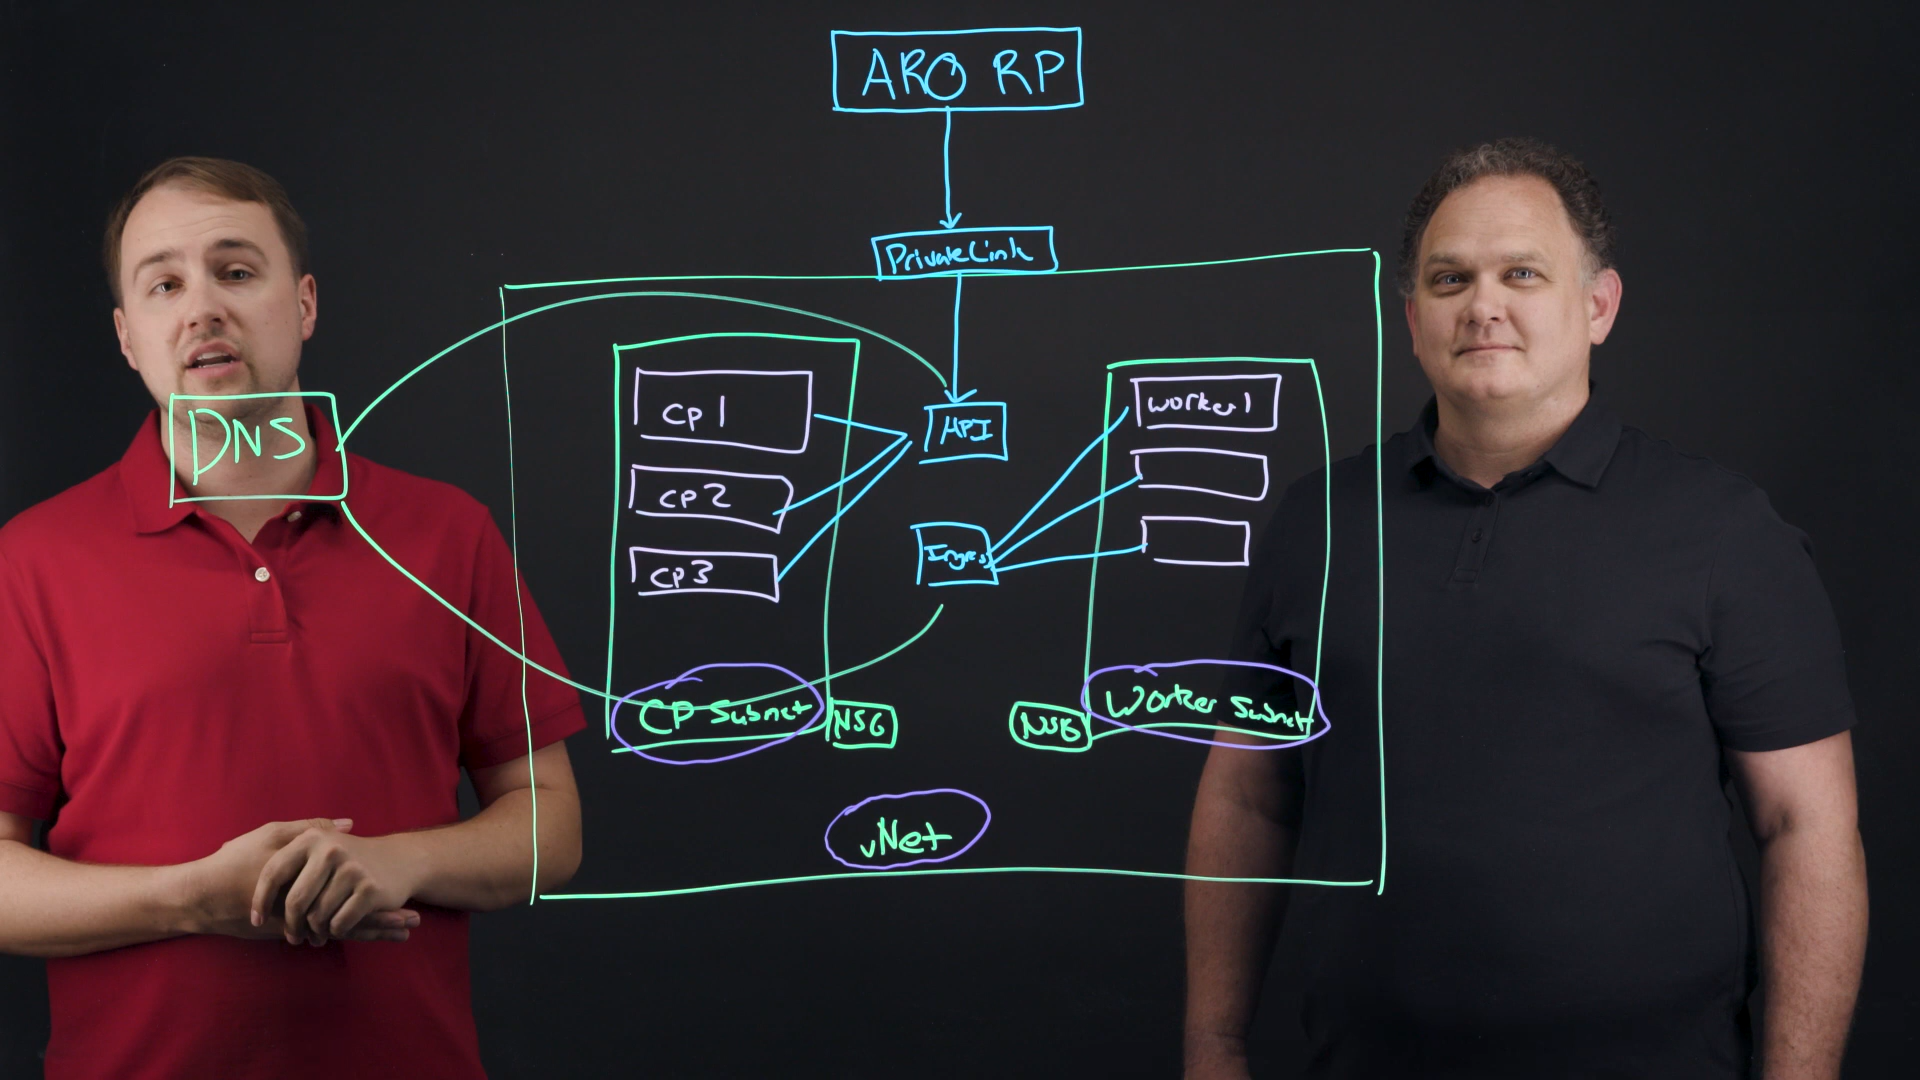 ARO RP
PrivateLink
DNS
CP1
API
worker1
CP2
Ingress
CP3
CP Subnet
NSG
NSG
Worker Subnet
vNet